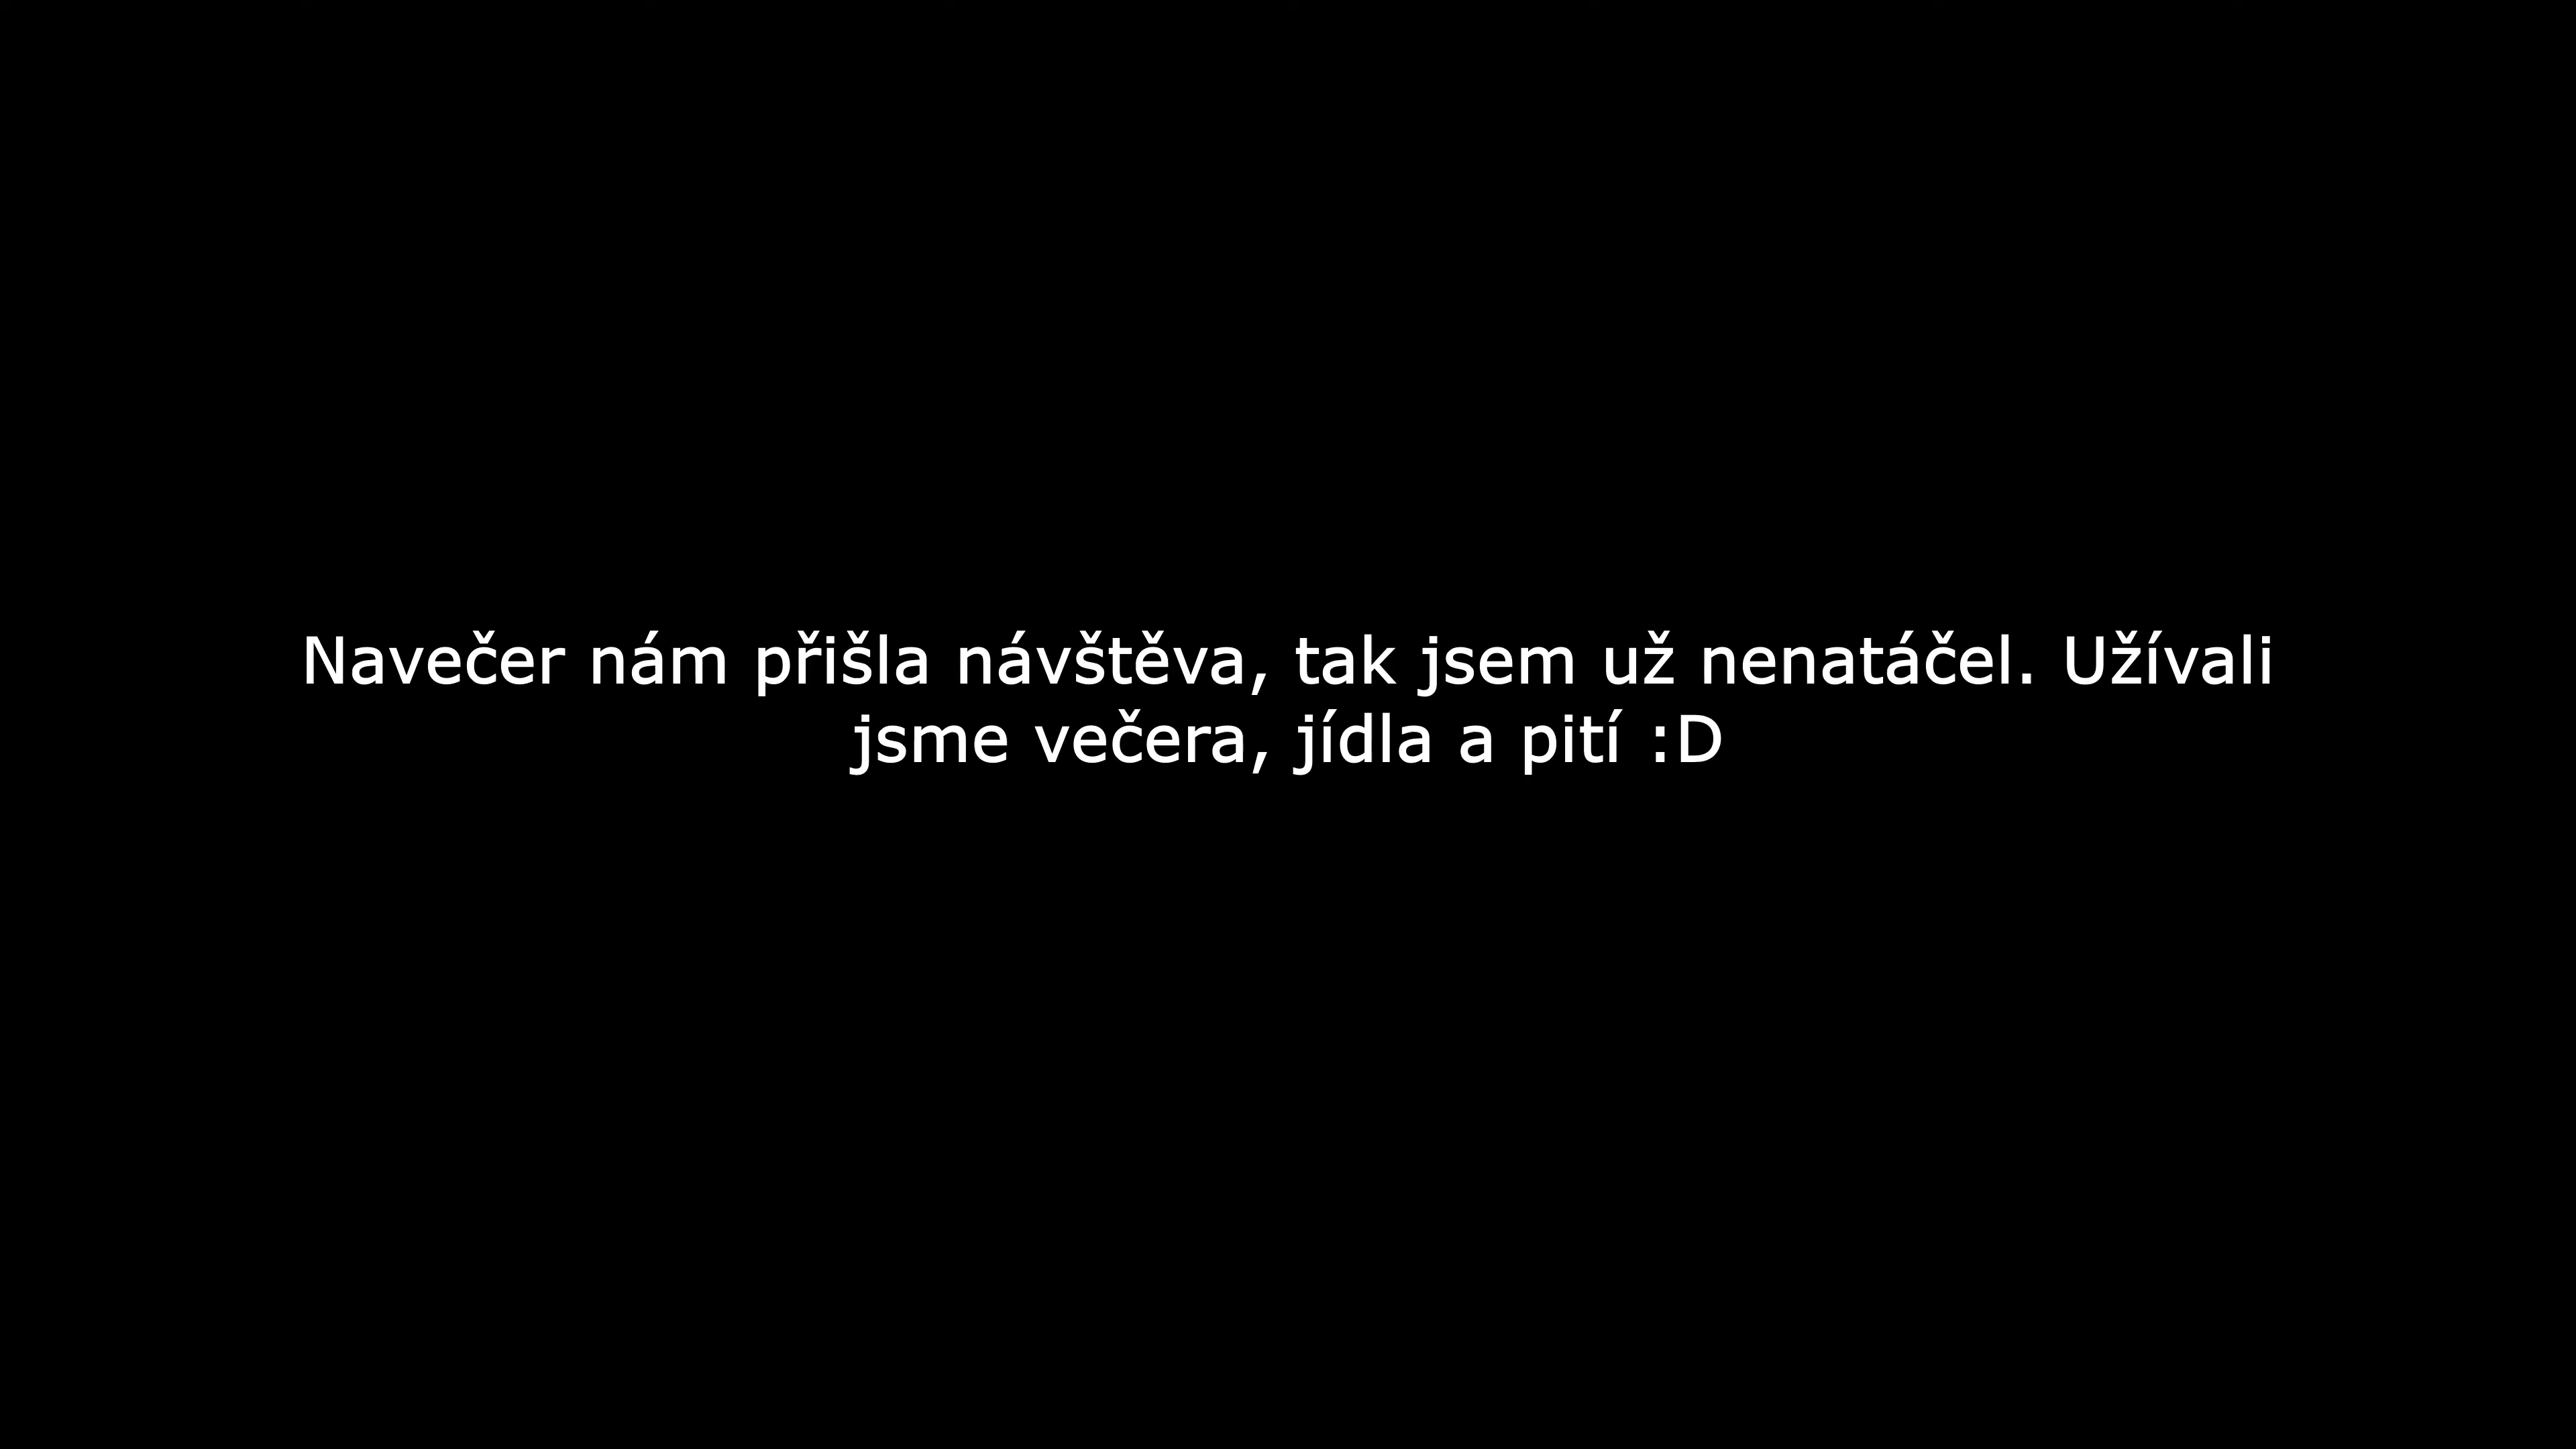 Navečer nám přišla návštěva, tak jsem už nenatáčel. Užívali
jsme večera, jídla a pití :D